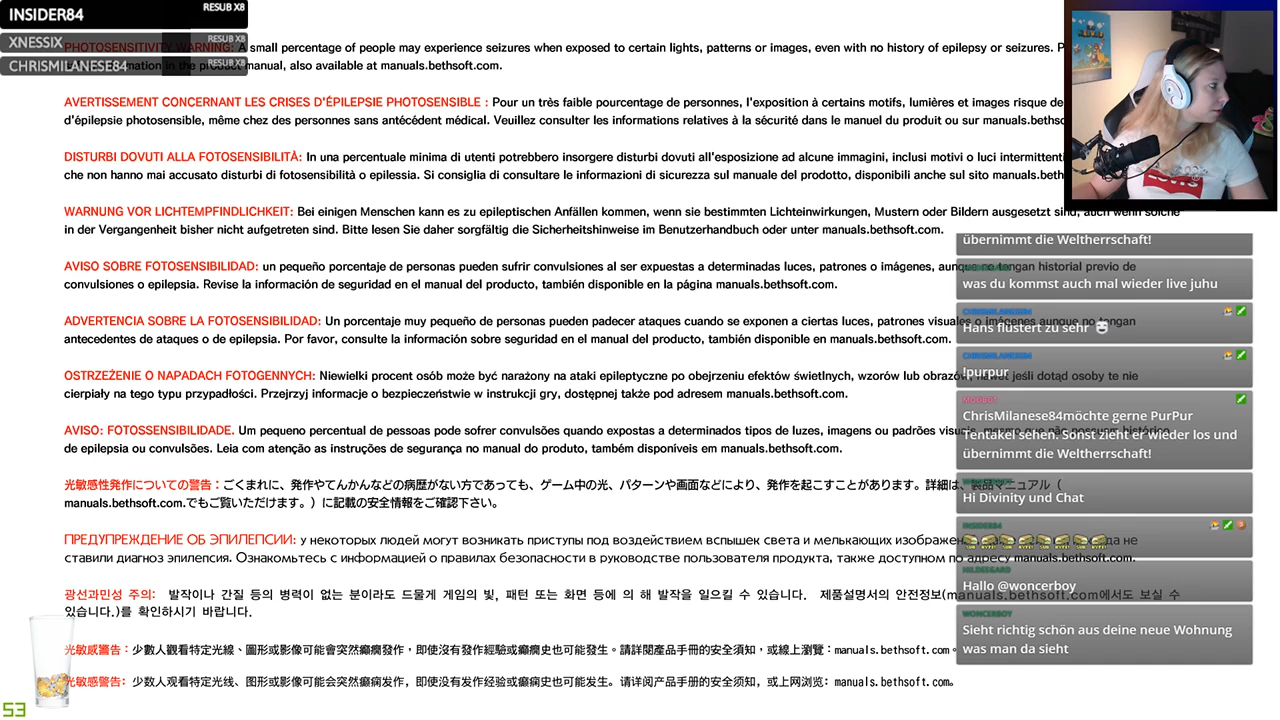 INSIDER84 RESUB X8
XNESSIX RESUB X8
CHRISMILANESE84 RESUB X8
PHOTOSENSITIVITY WARNING: A small percentage of people may experience seizures when exposed to certain lights, patterns or images, even with no history of epilepsy or seizures.
in the product manual, also available at manuals.bethsoft.com.
AVERTISSEMENT CONCERNANT LES CRISES D'ÉPILEPSIE PHOTOSENSIBLE : Pour un très faible pourcentage de personnes, l'exposition à certains motifs, lumières et images risque de
d'épilepsie photosensible, même chez des personnes sans antécédent médical. Veuillez consulter les informations relatives à la sécurité dans le manuel du produit ou sur manuals.bethso
DISTURBI DOVUTI ALLA FOTOSENSIBILITÀ: In una percentuale minima di utenti potrebbero insorgere disturbi dovuti all'esposizione ad alcune immagini, inclusi motivi o luci intermittenti
che non hanno mai accusato disturbi di fotosensibilità o epilessia. Si consiglia di consultare le informazioni di sicurezza sul manuale del prodotto, disponibili anche sul sito manuals.beth
WARNUNG VOR LICHTEMPFINDLICHKEIT: Bei einigen Menschen kann es zu epileptischen Anfällen kommen, wenn sie bestimmten Lichteinwirkungen, Mustern oder Bildern ausgesetzt sind, auch wenn solche
in der Vergangenheit bisher nicht aufgetreten sind. Bitte lesen Sie daher sorgfältig die Sicherheitshinweise im Benutzerhandbuch oder unter manuals.bethsoft.com.
AVISO SOBRE FOTOSENSIBILIDAD: un pequeño porcentaje de personas pueden sufrir convulsiones al ser expuestas a determinadas luces, patrones o imágenes, aunque no tengan historial previo de
convulsiones o epilepsia. Revise la información de seguridad en el manual del producto, también disponible en la página manuals.bethsoft.com.
ADVERTENCIA SOBRE LA FOTOSENSIBILIDAD: Un porcentaje muy pequeño de personas pueden padecer ataques cuando se exponen a ciertas luces, patrones visuales o imágenes aunque no tengan
antecedentes de ataques o de epilepsia. Por favor, consulte la información sobre seguridad en el manual del producto, también disponible en manuals.bethsoft.com.
OSTRZEŻENIE O NAPADACH FOTOGENNYCH: Niewielki procent osób może być narażony na ataki epileptyczne po obejrzeniu efektów świetlnych, wzorów lub obrazów, nawet jeśli dotąd osoby te nie
cierpiały na tego typu przypadłości. Przejrzyj informacje o bezpieczeństwie w instrukcji gry, dostępnej także pod adresem manuals.bethsoft.com.
AVISO: FOTOSSENSIBILIDADE. Um pequeno percentual de pessoas pode sofrer convulsões quando expostas a determinados tipos de luzes, imagens ou padrões visuais, mesmo que não possuam histórico
de epilepsia ou convulsões. Leia com atenção as instruções de segurança no manual do produto, também disponíveis em manuals.bethsoft.com.
光敏感性発作についての警告：ごくまれに、発作やてんかんなどの病歴がない方であっても、ゲーム中の光、パターンや画面などにより、発作を起こすことがあります。詳細は、製品マニュアル（
manuals.bethsoft.comでもご覧いただけます。）に記載の安全情報をご確認下さい。
ПРЕДУПРЕЖДЕНИЕ ОБ ЭПИЛЕПСИИ: у некоторых людей могут возникать приступы под воздействием вспышек света и мелькающих изображен не
ставили диагноз эпилепсия. Ознакомьтесь с информацией о правилах безопасности в руководстве пользователя продукта, также доступном по адресу manuals.bethsoft.com.
광선과민성 주의: 발작이나 간질 등의 병력이 없는 분이라도 드물게 게임의 빛, 패턴 또는 화면 등에 의 해 발작을 일으킬 수 있습니다. 제품설명서의 안전정보(manuals.bethsoft.com에서도 보실 수
있습니다.)를 확인하시기 바랍니다.
光敏感警告：少數人觀看特定光線、圖形或影像可能會突然癲癇發作，即使沒有發作經驗或癲癇史也可能發生。請詳閱產品手冊的安全須知，或線上瀏覽：manuals.bethsoft.com。
光敏感警告：少数人观看特定光线、图形或影像可能会突然癫痫发作，即使没有发作经验或癫痫史也可能发生。请详阅产品手册的安全须知，或上网浏览：manuals.bethsoft.com。
53
übernimmt die Weltherrschaft!
was du kommst auch mal wieder live juhu
CHRISMILANESE84
Hans flüstert zu sehr
CHRISMILANESE84
!purpur
MOOBOT
ChrisMilanese84möchte gerne PurPur
Tentakel sehen. Sonst zieht er wieder los und
übernimmt die Weltherrschaft!
WONCERBOY
Hi Divinity und Chat
INSIDER84
HILDEGARD
Hallo @woncerboy
WONCERBOY
Sieht richtig schön aus deine neue Wohnung
was man da sieht